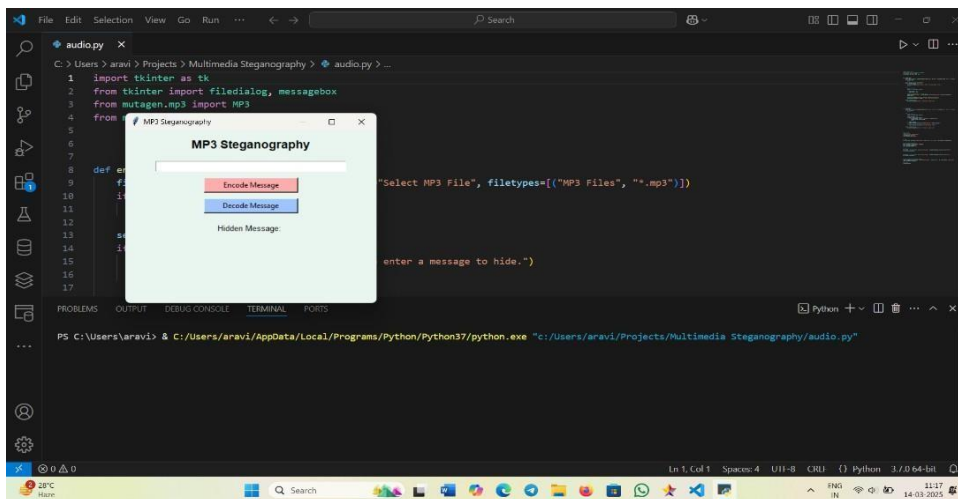 File Edit Selection View Go Run ··· Search
audio.py
C: > Users > aravi > Projects > Multimedia Steganography > audio.py > ...
1 import tkinter as tk
2 from tkinter import filedialog, messagebox
3 from mutagen.mp3 import MP3
4 from
5
6
7
8 def
9 "Select MP3 File", filetypes=[("MP3 Files", "*.mp3")])
10
11
12
13
14
15 enter a message to hide.")
16
17
MP3 Steganography
MP3 Steganography
Encode Message
Decode Message
Hidden Message:
PROBLEMS OUTPUT DEBUG CONSOLE TERMINAL PORTS Python
PS C:\Users\aravi> & C:/Users/aravi/AppData/Local/Programs/Python/Python37/python.exe "c:/Users/aravi/Projects/Multimedia Steganography/audio.py"
0 0 Ln 1, Col 1 Spaces: 4 UTF-8 CRLF {} Python 3.7.0 64-bit
28°C
Haze
Search
ENG
IN
11:17
14-03-2025